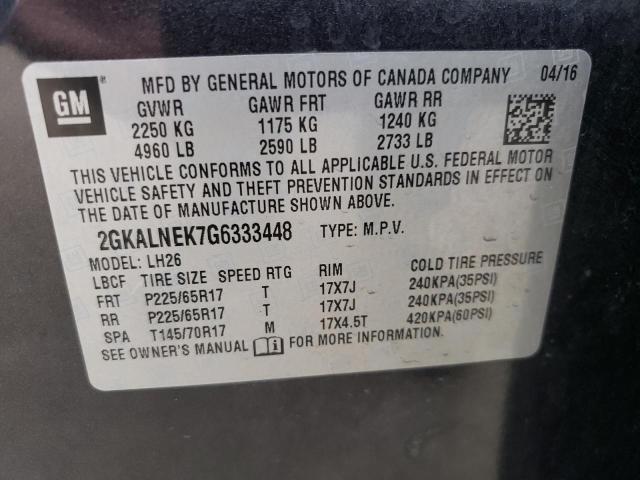 GM
MFD BY GENERAL MOTORS OF CANADA COMPANY 04/16
GVWR GAWR FRT GAWR RR
2250 KG 1175 KG 1240 KG
4960 LB 2590 LB 2733 LB
THIS VEHICLE CONFORMS TO ALL APPLICABLE U.S. FEDERAL MOTOR
VEHICLE SAFETY AND THEFT PREVENTION STANDARDS IN EFFECT ON
THE DATE OF MANUFACTURE SHOWN ABOVE.
2GKALNEK7G6333448 TYPE: M.P.V.
MODEL: LH26
LBCF TIRE SIZE SPEED RTG RIM COLD TIRE PRESSURE
FRT P225/65R17 T 17X7J 240KPA(35PSI)
RR P225/65R17 T 17X7J 240KPA(35PSI)
SPA T145/70R17 M 17X4.5T 420KPA(60PSI)
SEE OWNER'S MANUAL FOR MORE INFORMATION.